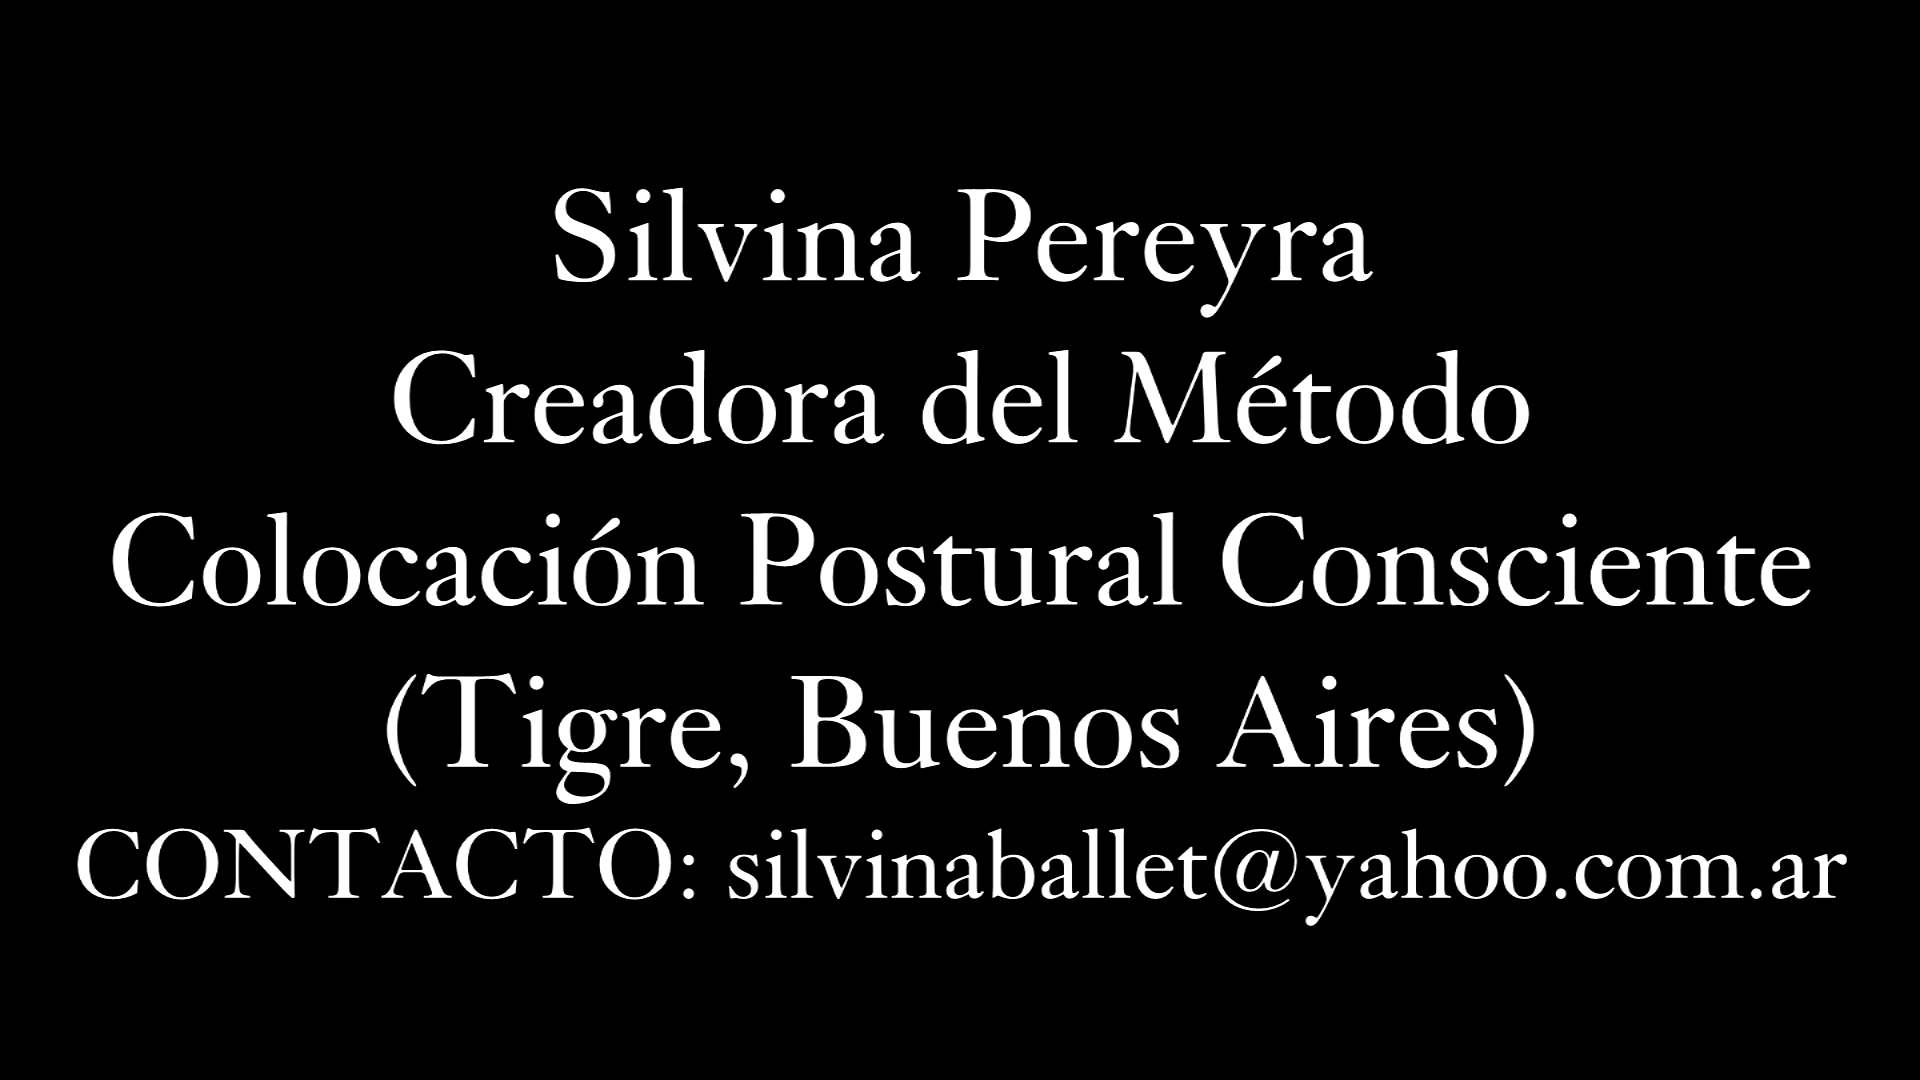 Silvina Pereyra
Creadora del Método
Colocación Postural Consciente
(Tigre, Buenos Aires)
CONTACTO: silvinaballet@yahoo.com.ar